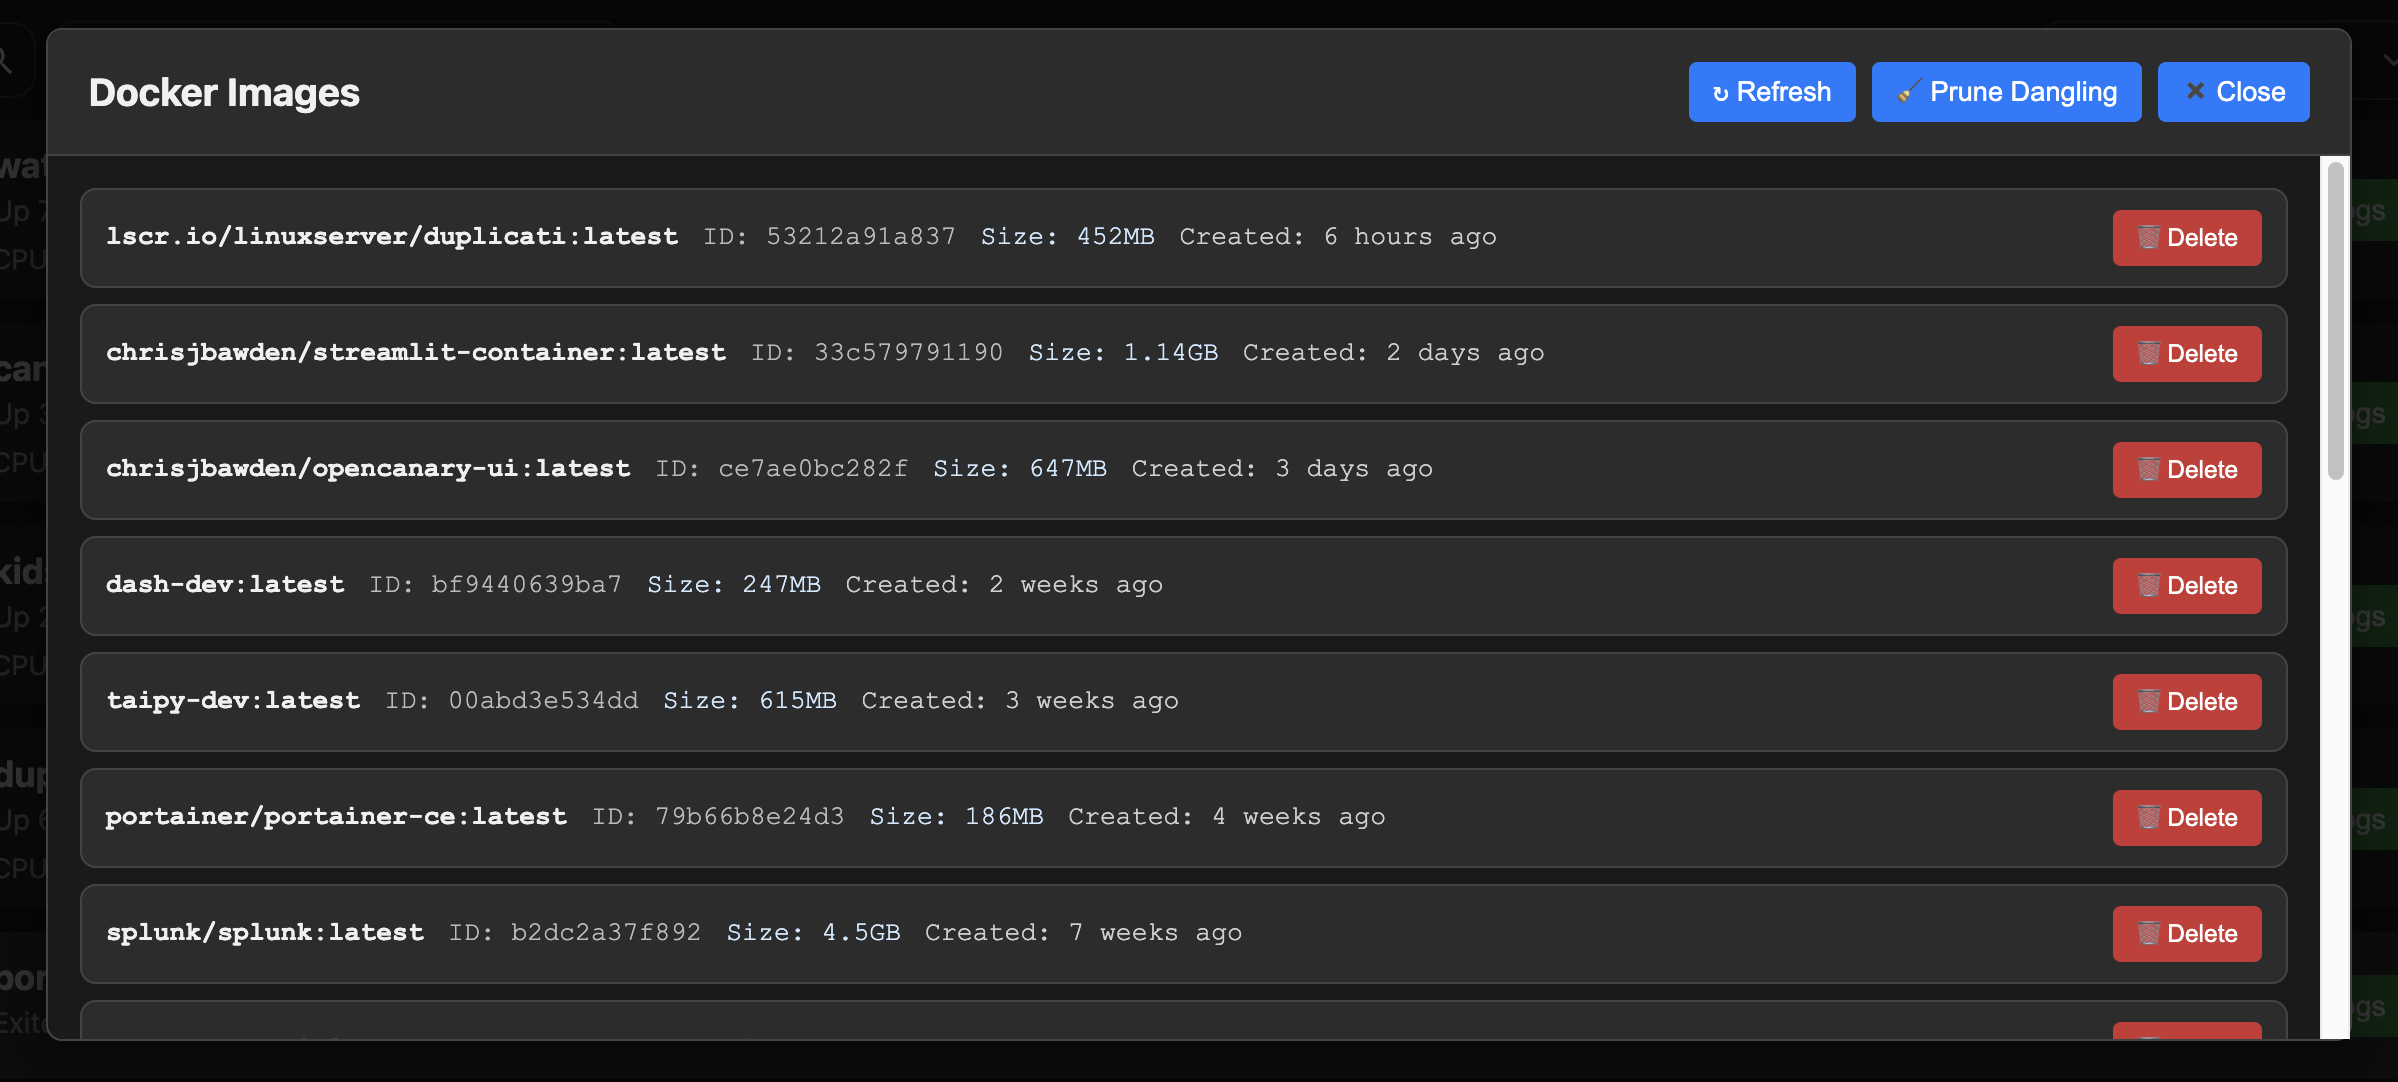 Docker Images
↻ Refresh
🧹 Prune Dangling
✖ Close
lscr.io/linuxserver/duplicati:latest ID: 53212a91a837 Size: 452MB Created: 6 hours ago
🗑️ Delete
chrisjbawden/streamlit-container:latest ID: 33c579791190 Size: 1.14GB Created: 2 days ago
🗑️ Delete
chrisjbawden/opencanary-ui:latest ID: ce7ae0bc282f Size: 647MB Created: 3 days ago
🗑️ Delete
dash-dev:latest ID: bf9440639ba7 Size: 247MB Created: 2 weeks ago
🗑️ Delete
taipy-dev:latest ID: 00abd3e534dd Size: 615MB Created: 3 weeks ago
🗑️ Delete
portainer/portainer-ce:latest ID: 79b66b8e24d3 Size: 186MB Created: 4 weeks ago
🗑️ Delete
splunk/splunk:latest ID: b2dc2a37f892 Size: 4.5GB Created: 7 weeks ago
🗑️ Delete